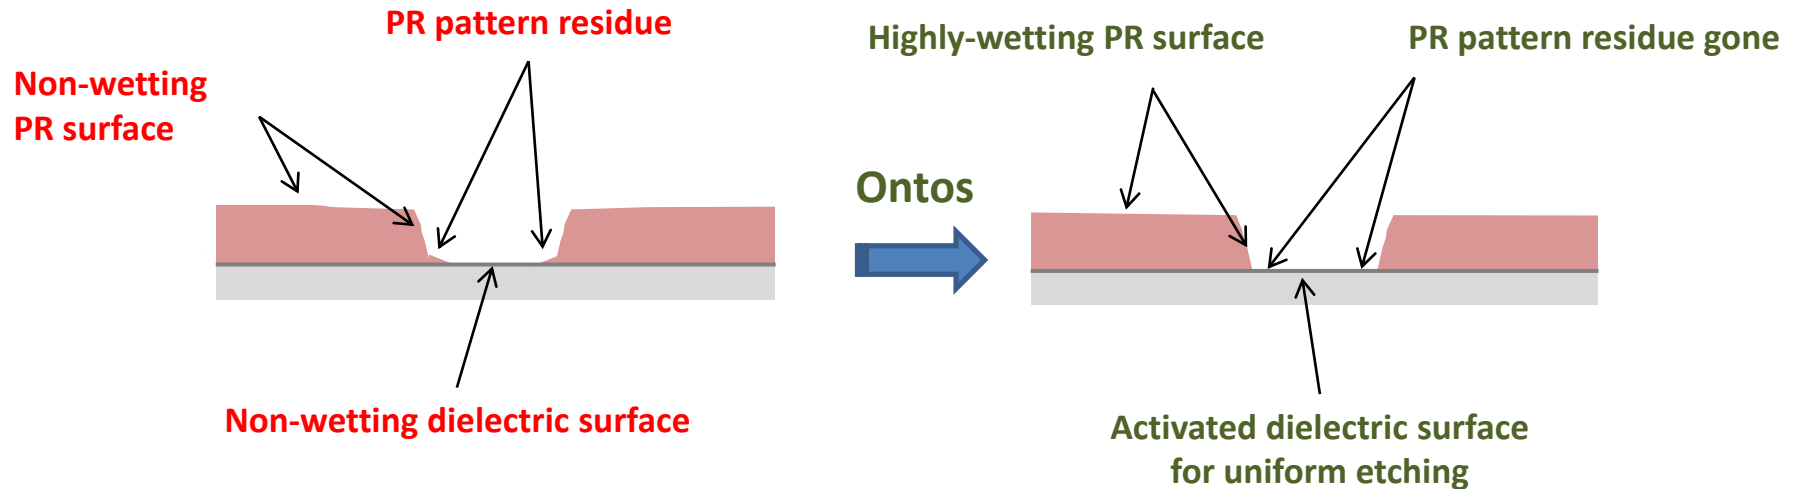 PR pattern residue
Non-wetting
PR surface
Non-wetting dielectric surface
Ontos
Highly-wetting PR surface
PR pattern residue gone
Activated dielectric surface
for uniform etching